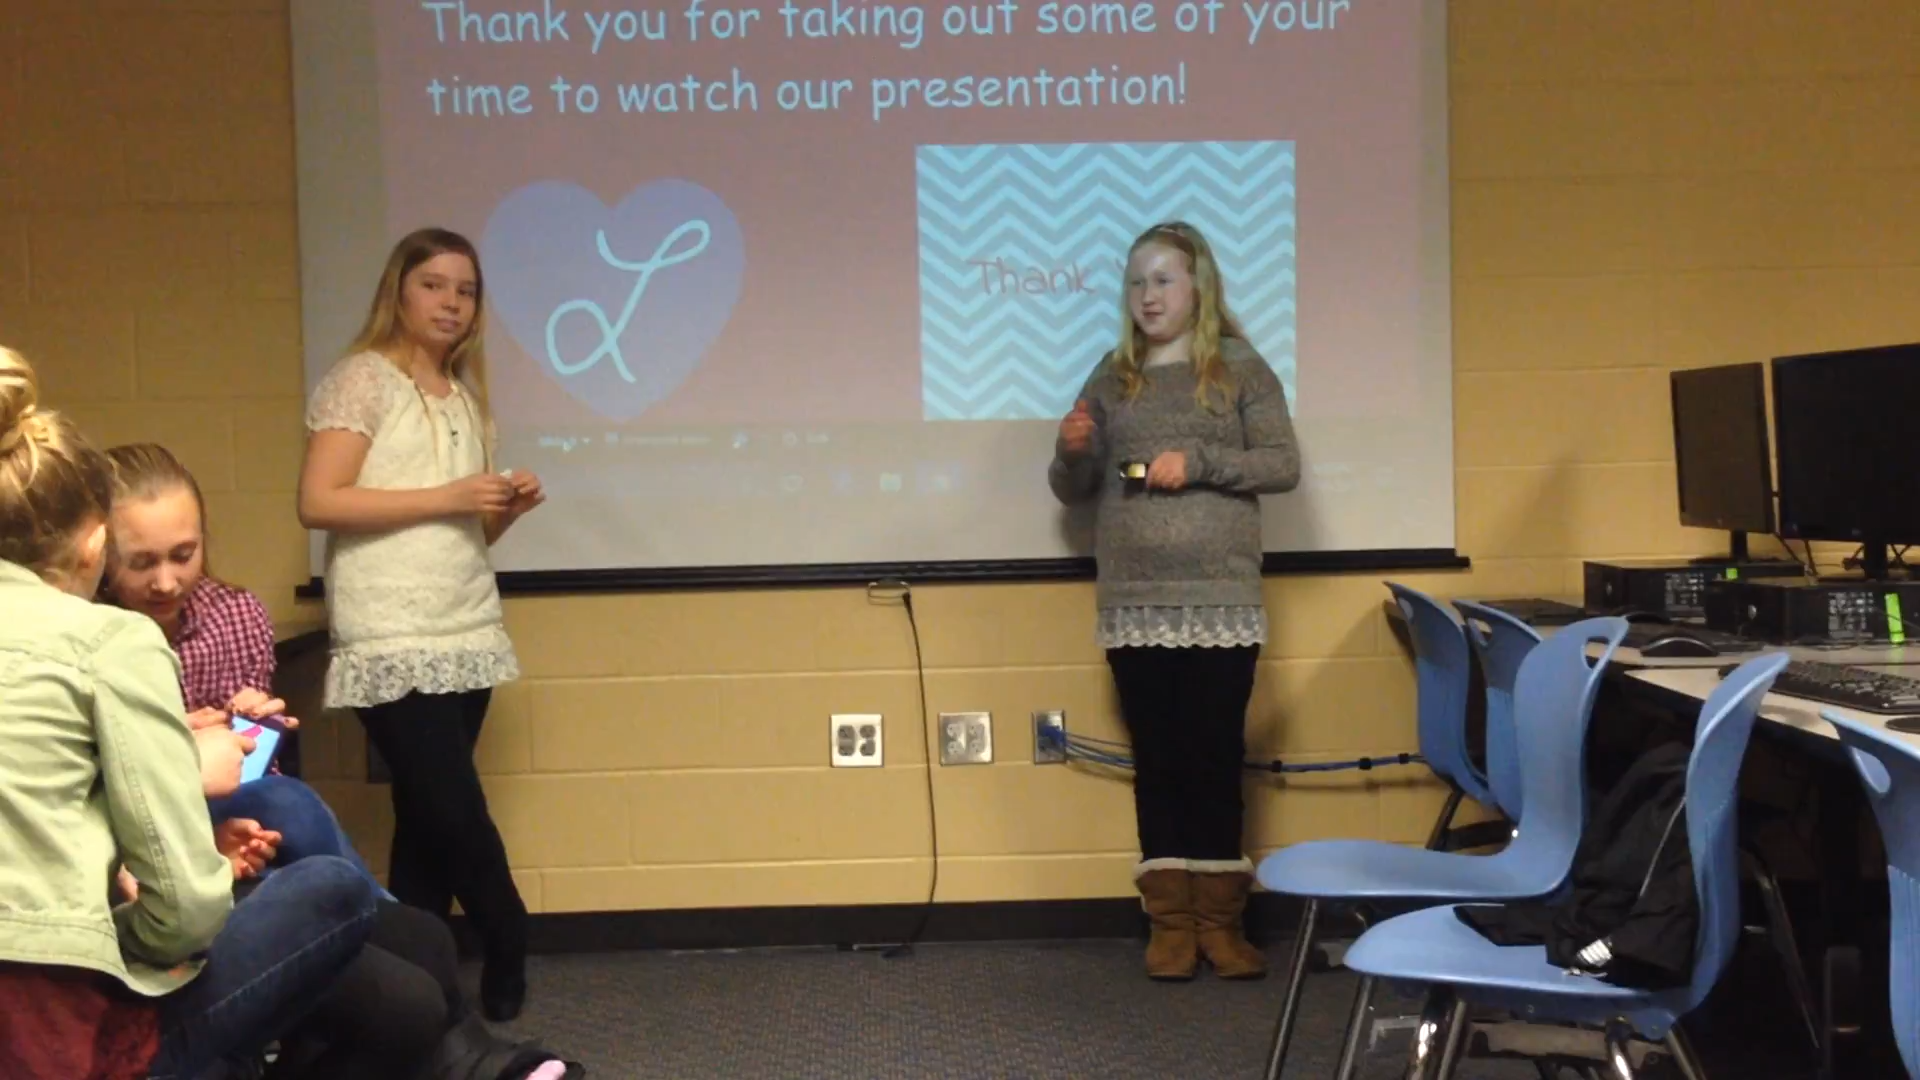 Thank you for taking out some of your
time to watch our presentation!
L
Thank